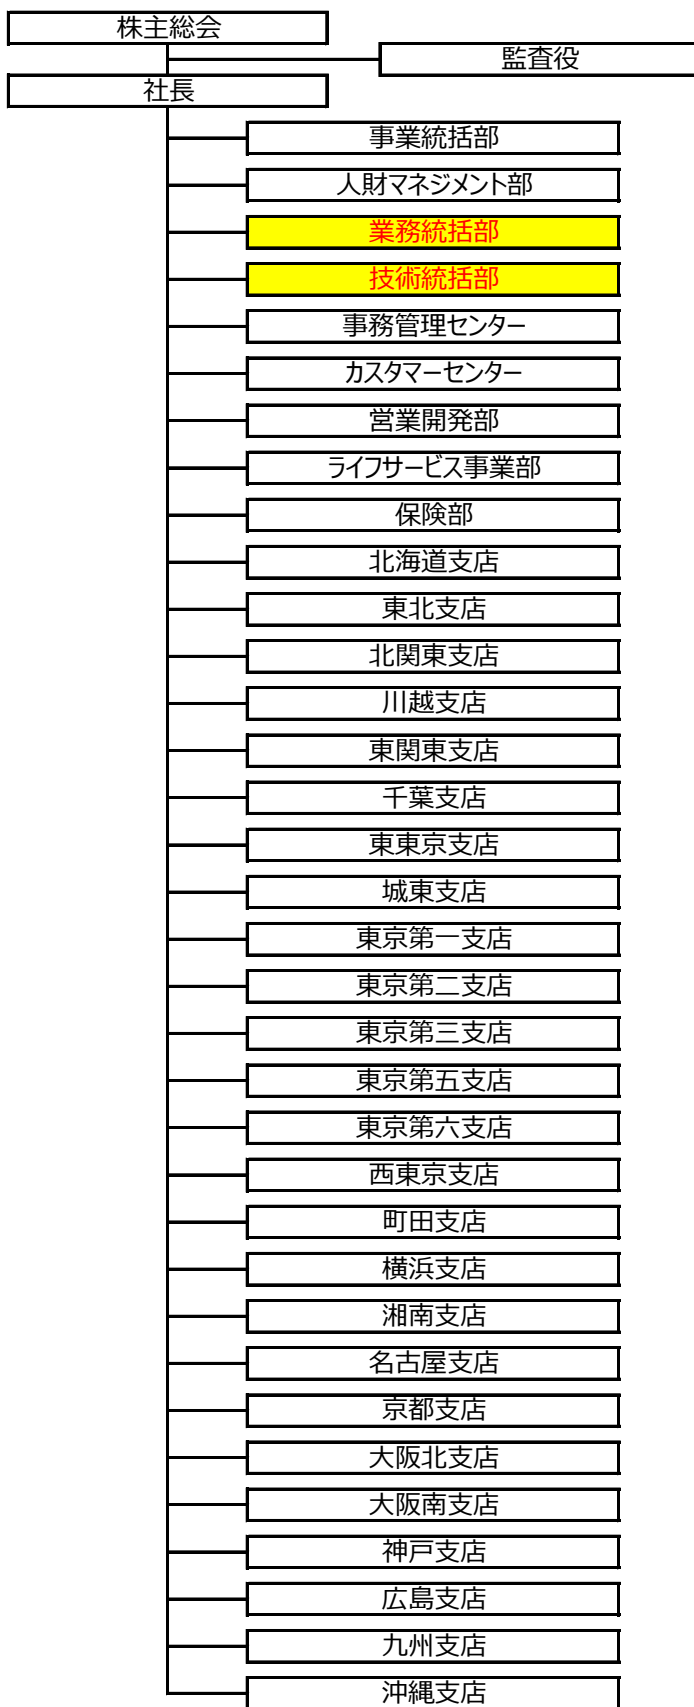 株主総会
監査役
社長
事業統括部
人財マネジメント部
業務統括部
技術統括部
事務管理センター
カスタマーセンター
営業開発部
ライフサービス事業部
保険部
北海道支店
東北支店
北関東支店
川越支店
東関東支店
千葉支店
東東京支店
城東支店
東京第一支店
東京第二支店
東京第三支店
東京第五支店
東京第六支店
西東京支店
町田支店
横浜支店
湘南支店
名古屋支店
京都支店
大阪北支店
大阪南支店
神戸支店
広島支店
九州支店
沖縄支店